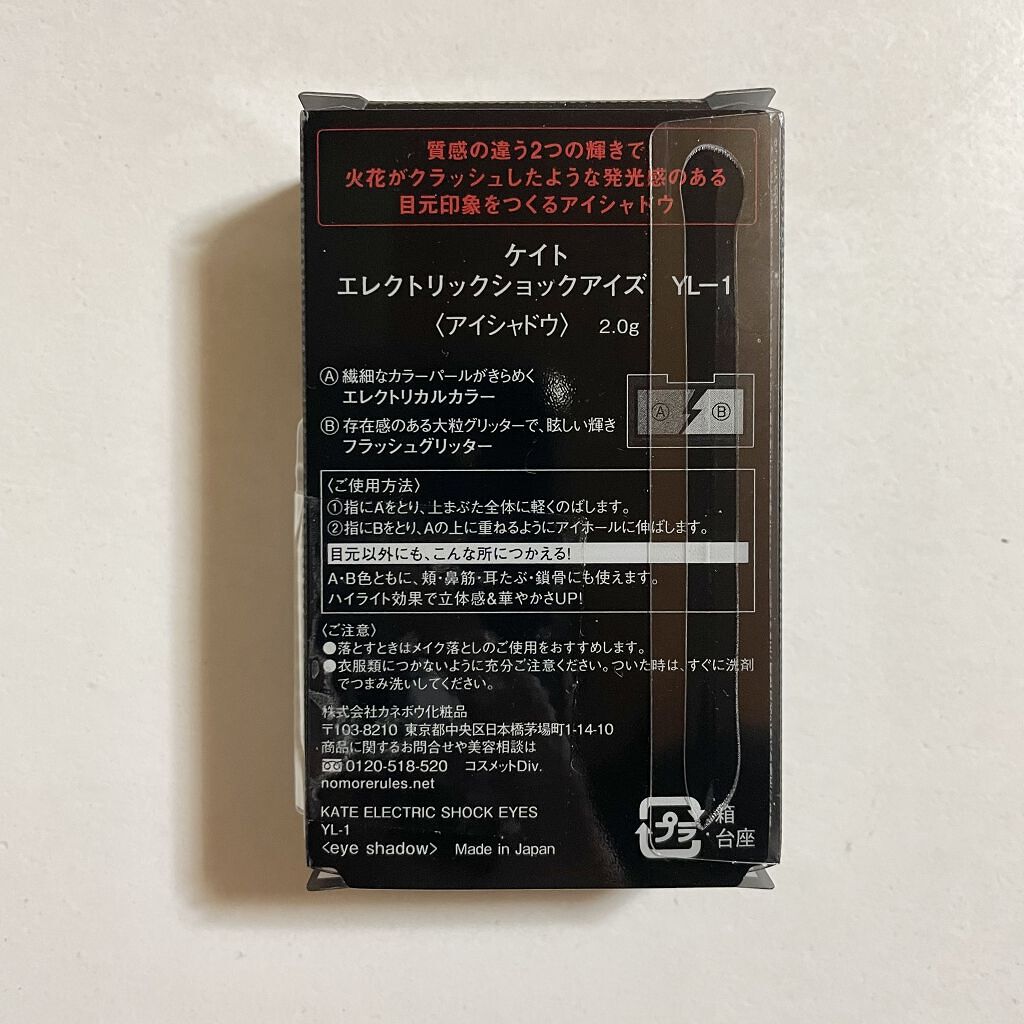 質感の違う2つの輝きで
火花がクラッシュしたような発光感のある
目元印象をつくるアイシャドウ
ケイト
エレクトリックショックアイズ YL-1
〈アイシャドウ〉 2.0g
Ⓐ 繊細なカラーパールがきらめく
エレクトリカルカラー
Ⓑ 存在感のある大粒グリッターで、眩しい輝き
フラッシュグリッター
Ⓐ Ⓑ
〈ご使用方法〉
①指にAをとり、上まぶた全体に軽くのばします。
②指にBをとり、Aの上に重ねるようにアイホールに伸ばします。
目元以外にも、こんな所につかえる!
A・B色ともに、頬・鼻筋・耳たぶ・鎖骨にも使えます。
ハイライト効果で立体感&華やかさUP!
〈ご注意〉
●落とすときはメイク落としのご使用をおすすめします。
●衣服類につかないように充分ご注意ください。ついた時は、すぐに洗剤
でつまみ洗いしてください。
株式会社カネボウ化粧品
〒103-8210 東京都中央区日本橋茅場町1-14-10
商品に関するお問合せや美容相談は
0120-518-520 コスメットDiv.
nomorerules.net
KATE ELECTRIC SHOCK EYES
YL-1
<eye shadow> Made in Japan
プラ
箱
台座